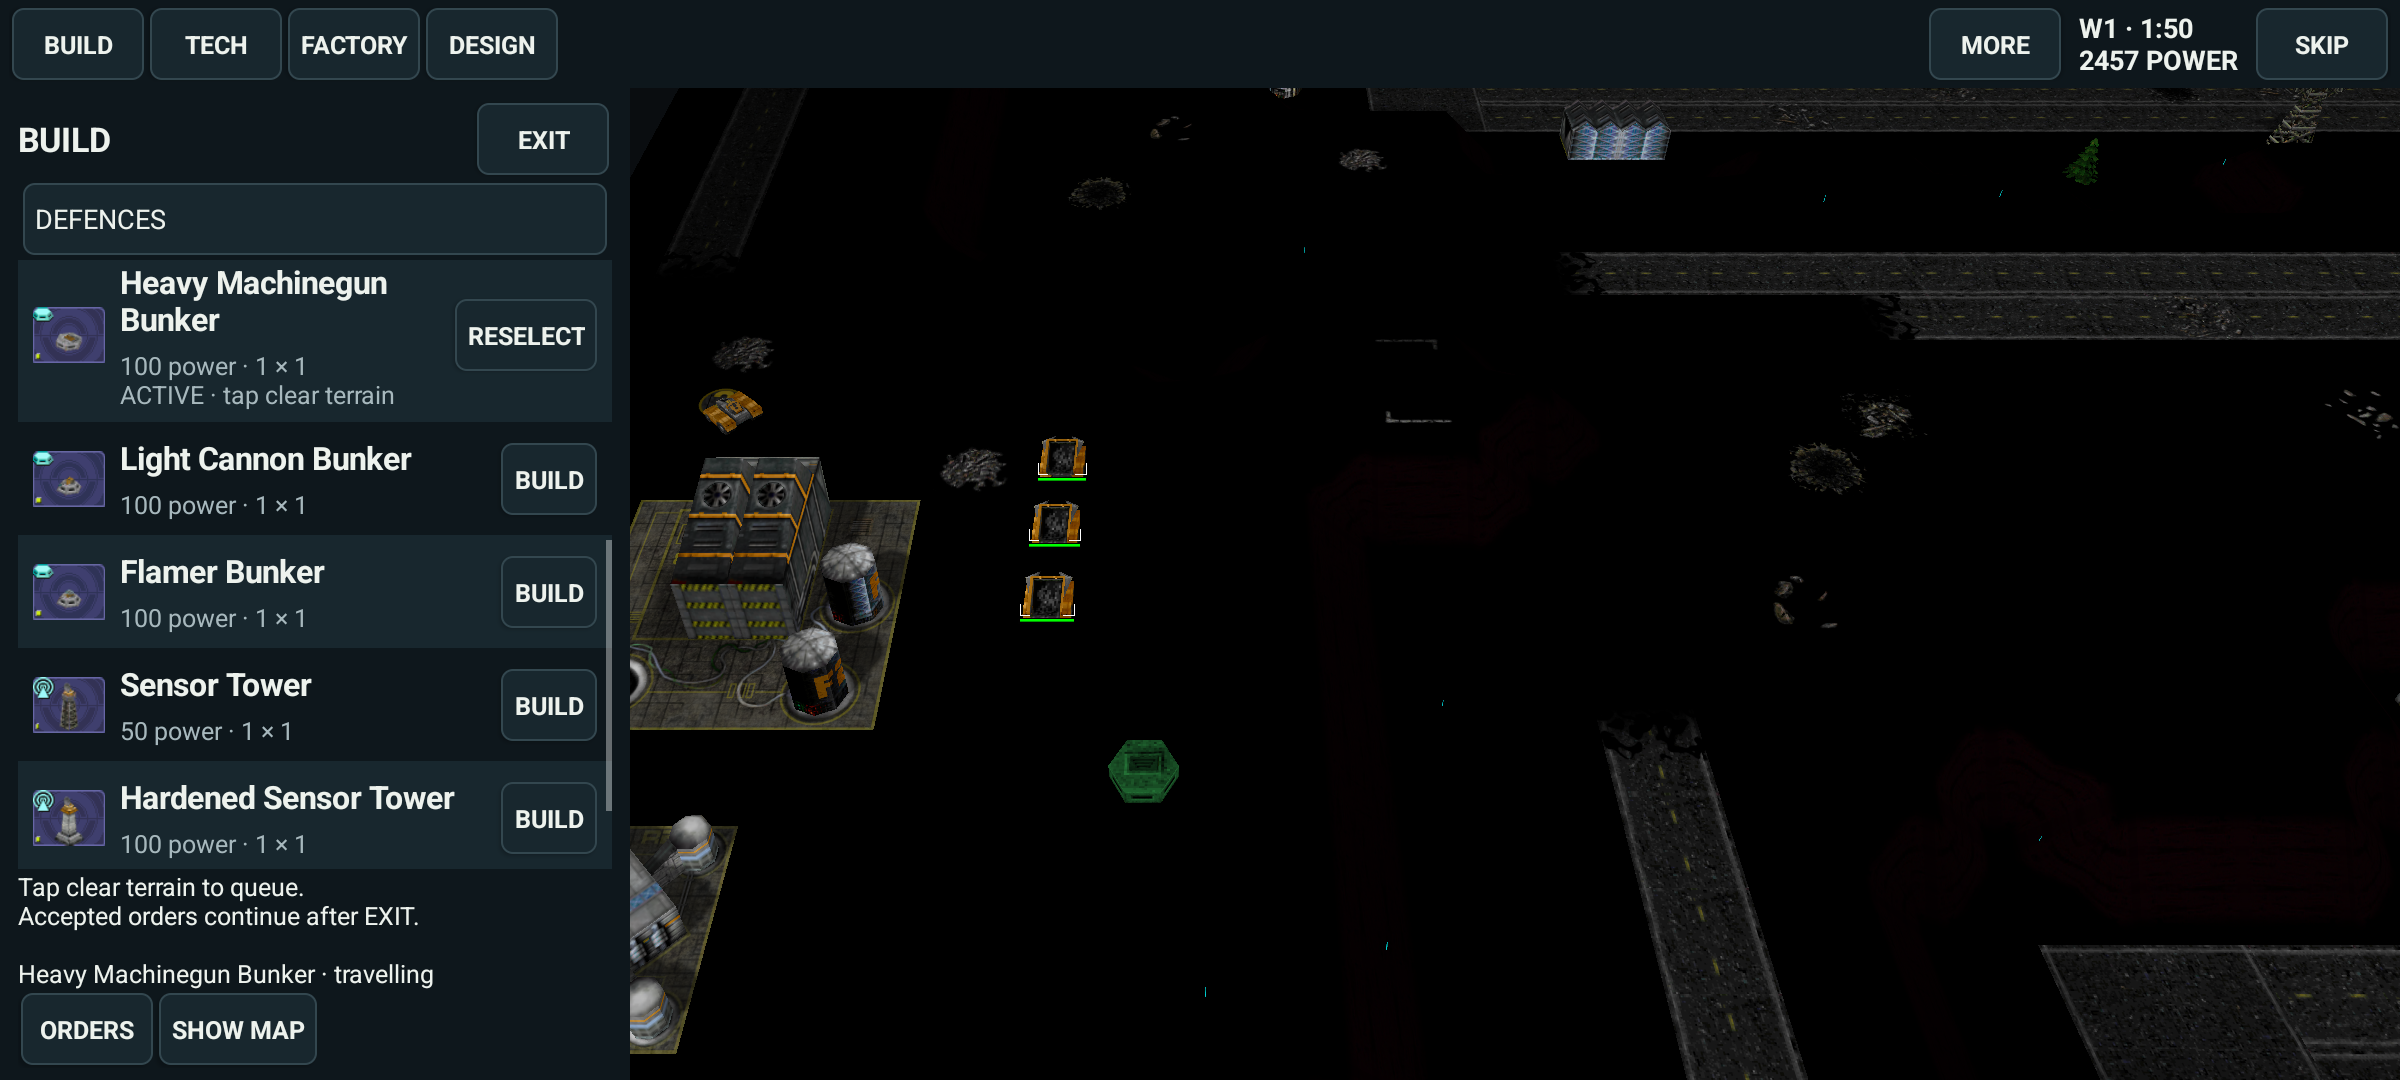 BUILD
TECH
FACTORY
DESIGN
MORE
W1 · 1:50
2457 POWER
SKIP
BUILD
EXIT
DEFENCES
Heavy Machinegun
Bunker
100 power · 1 × 1
ACTIVE · tap clear terrain
RESELECT
Light Cannon Bunker
100 power · 1 × 1
BUILD
Flamer Bunker
100 power · 1 × 1
BUILD
Sensor Tower
50 power · 1 × 1
BUILD
Hardened Sensor Tower
100 power · 1 × 1
BUILD
Tap clear terrain to queue.
Accepted orders continue after EXIT.
Heavy Machinegun Bunker · travelling
ORDERS
SHOW MAP